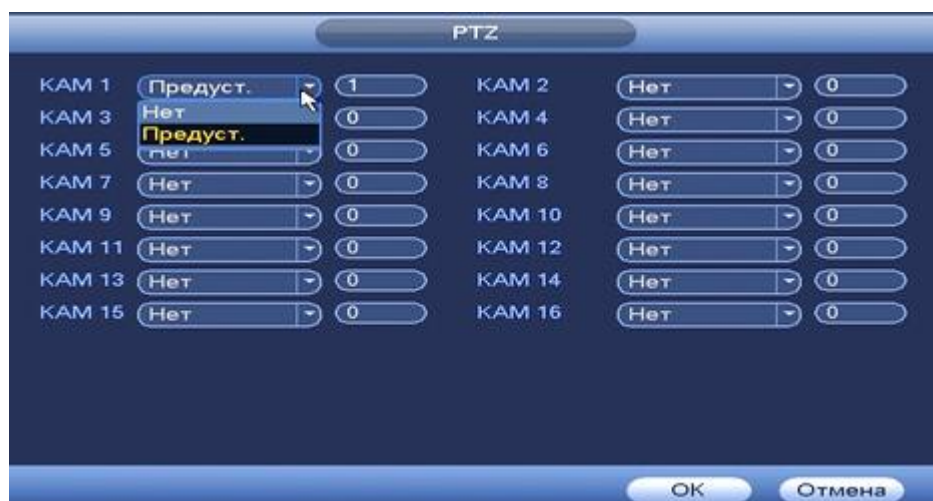 PTZ
КАМ 1 Предуст. 1 КАМ 2 Нет 0
Нет
КАМ 3 0 КАМ 4 Нет 0
Предуст.
КАМ 5 Нет 0 КАМ 6 Нет 0
КАМ 7 Нет 0 КАМ 8 Нет 0
КАМ 9 Нет 0 КАМ 10 Нет 0
КАМ 11 Нет 0 КАМ 12 Нет 0
КАМ 13 Нет 0 КАМ 14 Нет 0
КАМ 15 Нет 0 КАМ 16 Нет 0
OK Отмена